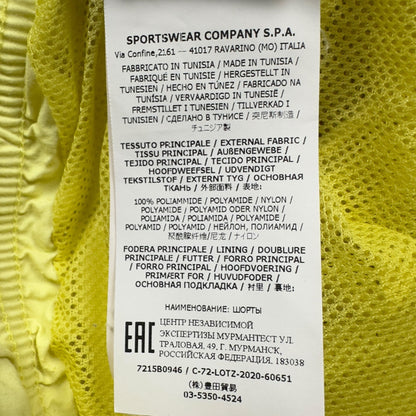 SPORTSWEAR COMPANY S.P.A.
Via Confine,2161 -- 41017 RAVARINO (MO) ITALIA
FABBRICATO IN TUNISIA / MADE IN TUNISIA /
FABRIQUÉ EN TUNISIE / HERGESTELLT IN
TUNESIEN / HECHO EN TÚNEZ / FABRICADO NA
TUNÍSIA / VERVAARDIGD IN TUNESIË /
FREMSTILLET I TUNESIEN / TILLVERKAD I
TUNISIEN / СДЕЛАНО В ТУНИСЕ / 突尼斯制造 /
チュニジア製
TESSUTO PRINCIPALE / EXTERNAL FABRIC /
TISSU PRINCIPAL / AUßENGEWEBE /
TEJIDO PRINCIPAL / TECIDO PRINCIPAL /
HOOFDWEEFSEL / UDVENDIGT
TEKSTILSTOF / EXTERNT TYG / ОСНОВНАЯ
ТКАНЬ / 外部面料 / 表地:
100% POLIAMMIDE / POLYAMIDE / NYLON /
POLYAMIDE / POLYAMID ODER NYLON /
POLIAMIDA / POLIAMIDA / POLYAMIDE /
POLYAMID / POLYAMID / НЕЙЛОН, ПОЛИАМИД /
聚酰胺纤维/尼龙 / ナイロン
FODERA PRINCIPALE / LINING / DOUBLURE
PRINCIPALE / FUTTER / FORRO PRINCIPAL
/ FORRO PRINCIPAL / HOOFDVOERING /
PRIMÆRT FOR / HUVUDFODER /
ОСНОВНАЯ ПОДКЛАДКА / 衬里 / 裏地:
НАИМЕНОВАНИЕ: ШОРТЫ
EAC
ЦЕНТР НЕЗАВИСИМОЙ
ЭКСПЕРТИЗЫ МУРМАНТЕСТ УЛ.
ТРАЛОВАЯ, 49, Г. МУРМАНСК,
РОССИЙСКАЯ ФЕДЕРАЦИЯ, 183038
7215B0946 / C-72-LOTZ-2020-60651
(株)豊田貿易
03-5350-4524